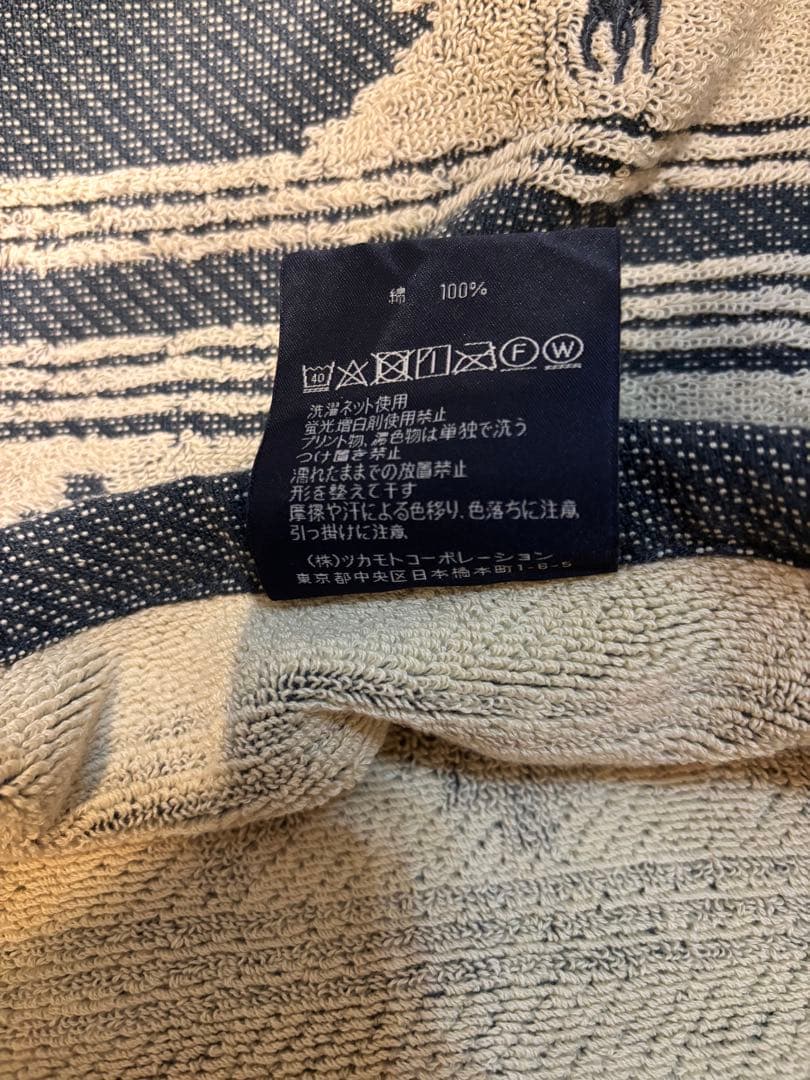 綿 100%
40 F W
洗濯ネット使用
蛍光増白剤使用禁止
プリント物、濃色物は単独で洗う
つけ置き禁止
濡れたままでの放置禁止
形を整えて干す
摩擦や汗による色移り、色落ちに注意
引っ掛けに注意
(株)ツカモトコーポレーション
東京都中央区日本橋本町1-6-5